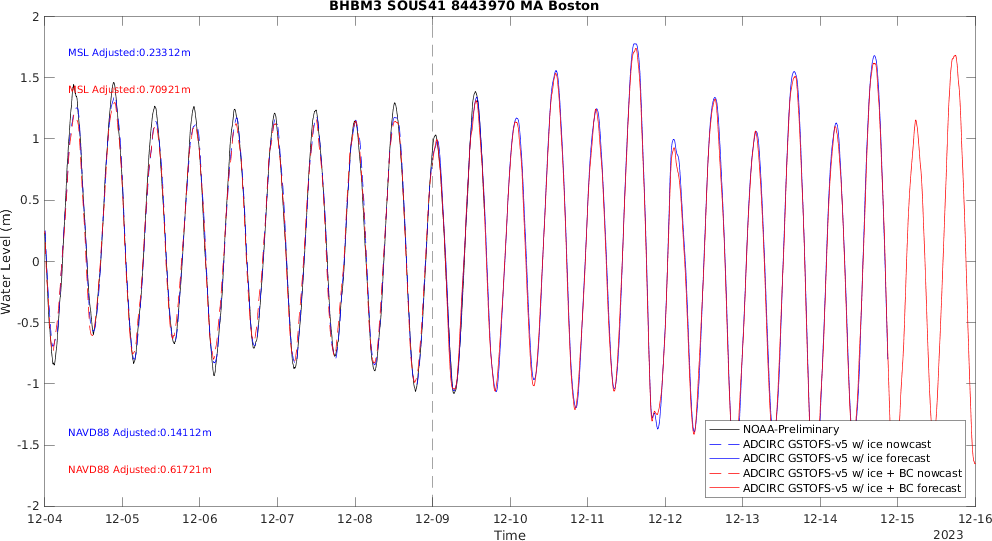 BHBM3 SOUS41 8443970 MA Boston
2
1.5
1
0.5
0
-0.5
-1
-1.5
-2
Water Level (m)
MSL Adjusted:0.23312m
MSL Adjusted:0.70921m
NAVD88 Adjusted:0.14112m
NAVD88 Adjusted:0.61721m
NOAA-Preliminary
ADCIRC GSTOFS-v5 w/ ice nowcast
ADCIRC GSTOFS-v5 w/ ice forecast
ADCIRC GSTOFS-v5 w/ ice + BC nowcast
ADCIRC GSTOFS-v5 w/ ice + BC forecast
12-04 12-05 12-06 12-07 12-08 12-09 12-10 12-11 12-12 12-13 12-14 12-15 12-16
Time
2023